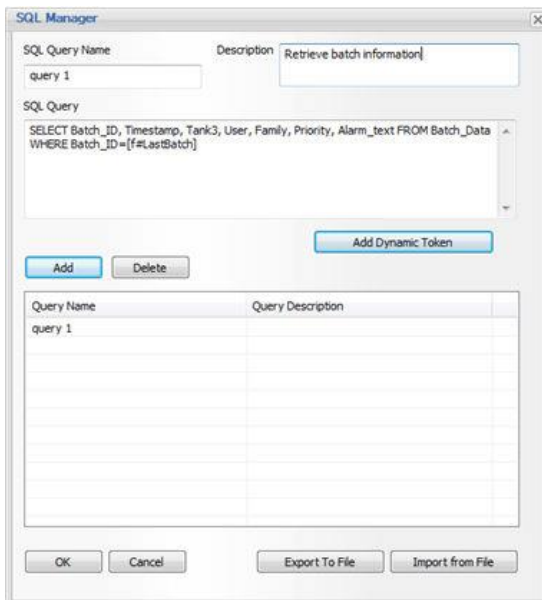 SQL Manager
SQL Query Name
Description
Retrieve batch information
query 1
SQL Query
SELECT Batch_ID, Timestamp, Tank3, User, Family, Priority, Alarm_text FROM Batch_Data
WHERE Batch_ID=[f#LastBatch]
Add Dynamic Token
Add
Delete
Query Name
Query Description
query 1
OK
Cancel
Export To File
Import from File